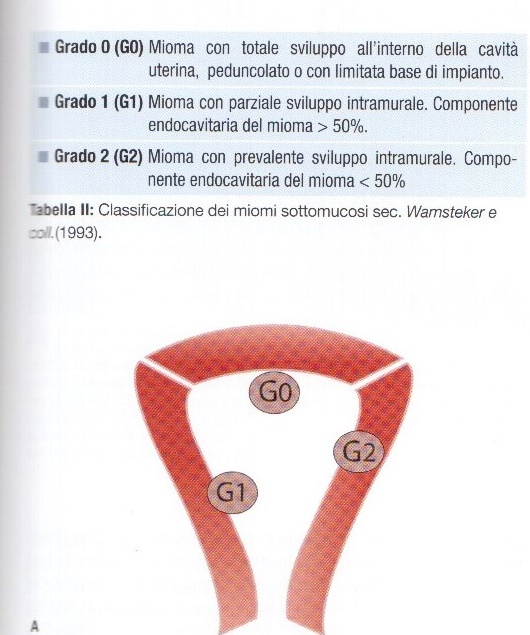 Grado 0 (G0) Mioma con totale sviluppo all'interno della cavità
uterina, peduncolato o con limitata base di impianto.
Grado 1 (G1) Mioma con parziale sviluppo intramurale. Componente
endocavitaria del mioma > 50%.
Grado 2 (G2) Mioma con prevalente sviluppo intramurale. Compo-
nente endocavitaria del mioma < 50%
Tabella II: Classificazione dei miomi sottomucosi sec. Wamsteker e
coll.(1993).
G0
G2
G1
A